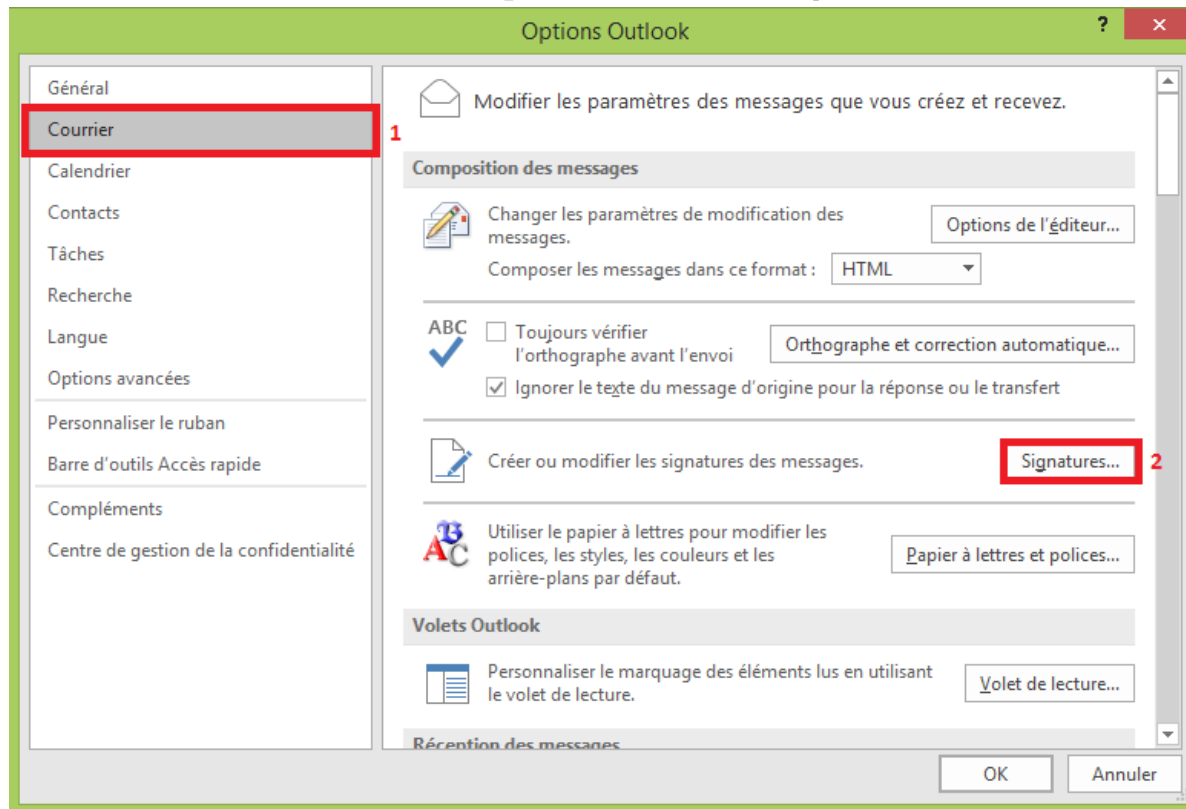 Options Outlook
?
×
Général
Courrier
1
Calendrier
Contacts
Tâches
Recherche
Langue
Options avancées
Personnaliser le ruban
Barre d'outils Accès rapide
Compléments
Centre de gestion de la confidentialité
Modifier les paramètres des messages que vous créez et recevez.
Composition des messages
Changer les paramètres de modification des
messages.
Options de l'éditeur...
Composer les messages dans ce format :
HTML
ABC
Toujours vérifier
l'orthographe avant l'envoi
Orthographe et correction automatique...
Ignorer le texte du message d'origine pour la réponse ou le transfert
Créer ou modifier les signatures des messages.
Signatures...
2
Utiliser le papier à lettres pour modifier les
polices, les styles, les couleurs et les
arrière-plans par défaut.
Papier à lettres et polices...
Volets Outlook
Personnaliser le marquage des éléments lus en utilisant
le volet de lecture.
Volet de lecture...
Réception des messages
OK
Annuler